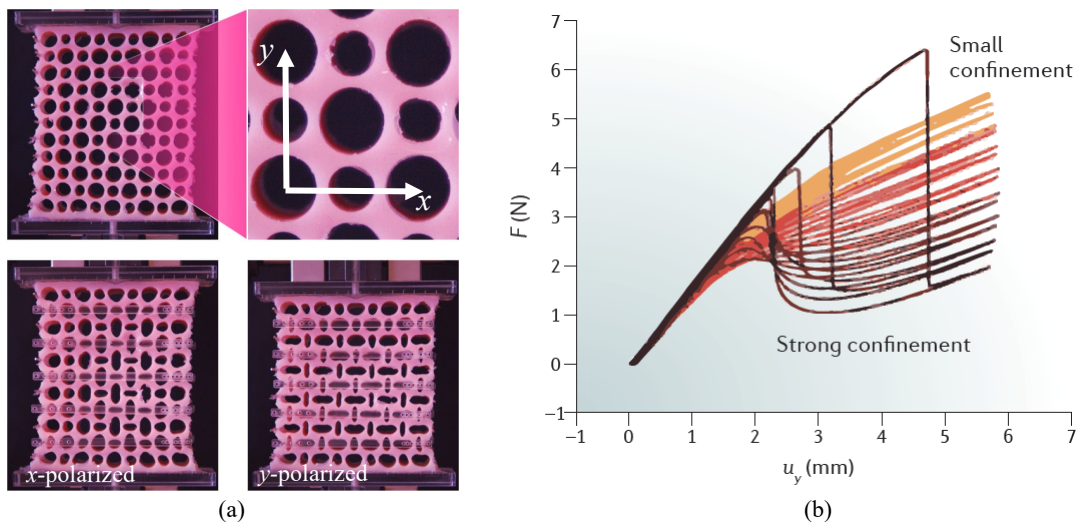 y
x
x-polarized
y-polarized
(a)
(b)
7
6
5
4
3
2
1
0
−1
F (N)
Small
confinement
Strong confinement
−1
0
1
2
3
4
5
6
7
u_y (mm)